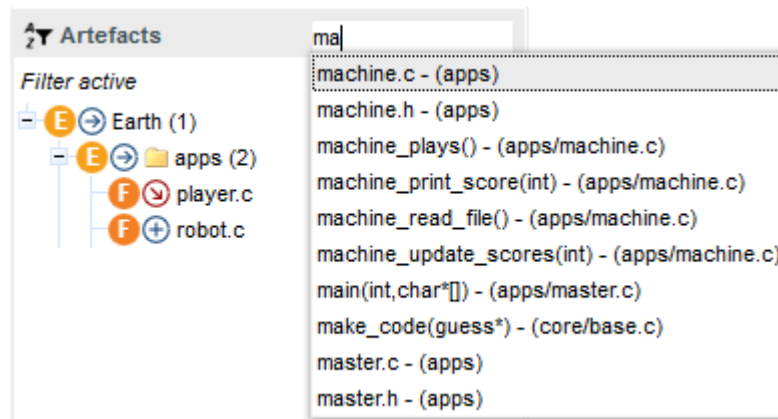 Artefacts
ma
Filter active
E Earth (1)
E apps (2)
F player.c
F robot.c
machine.c - (apps)
machine.h - (apps)
machine_plays() - (apps/machine.c)
machine_print_score(int) - (apps/machine.c)
machine_read_file() - (apps/machine.c)
machine_update_scores(int) - (apps/machine.c)
main(int,char*[]) - (apps/master.c)
make_code(guess*) - (core/base.c)
master.c - (apps)
master.h - (apps)